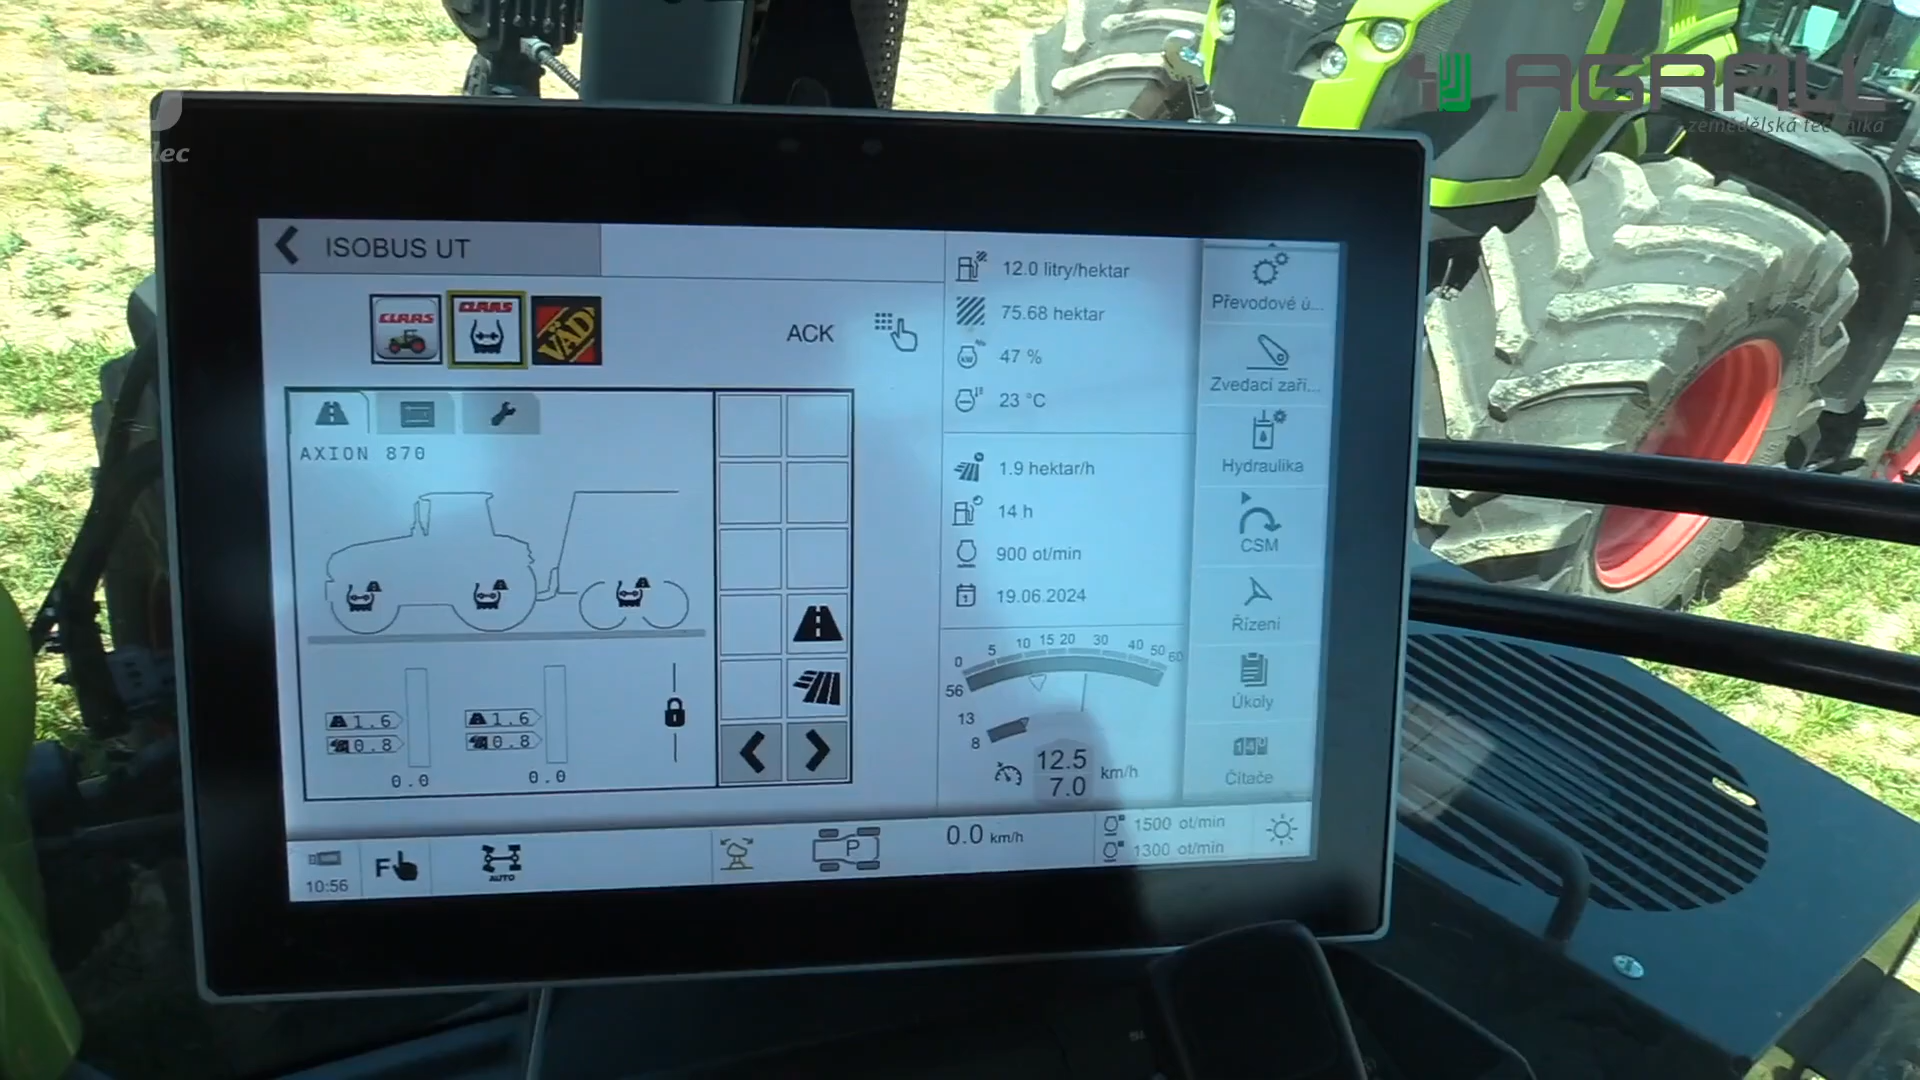 AGRALL
zemědělská technika
lec
ISOBUS UT
CLAAS
CLAAS
VÄD
ACK
AXION 870
1.6
0.8
0.0
1.6
0.8
0.0
12.0 litry/hektar
75.68 hektar
47 %
23 °C
1.9 hektar/h
14 h
900 ot/min
19.06.2024
0 5 10 15 20 30 40 50 60
56
13
8
12.5
7.0
km/h
Převodové ú...
Zvedací zaří...
Hydraulika
CSM
Řízení
Úkoly
Čítače
10:56
F
AUTO
P
0.0 km/h
1500 ot/min
1300 ot/min